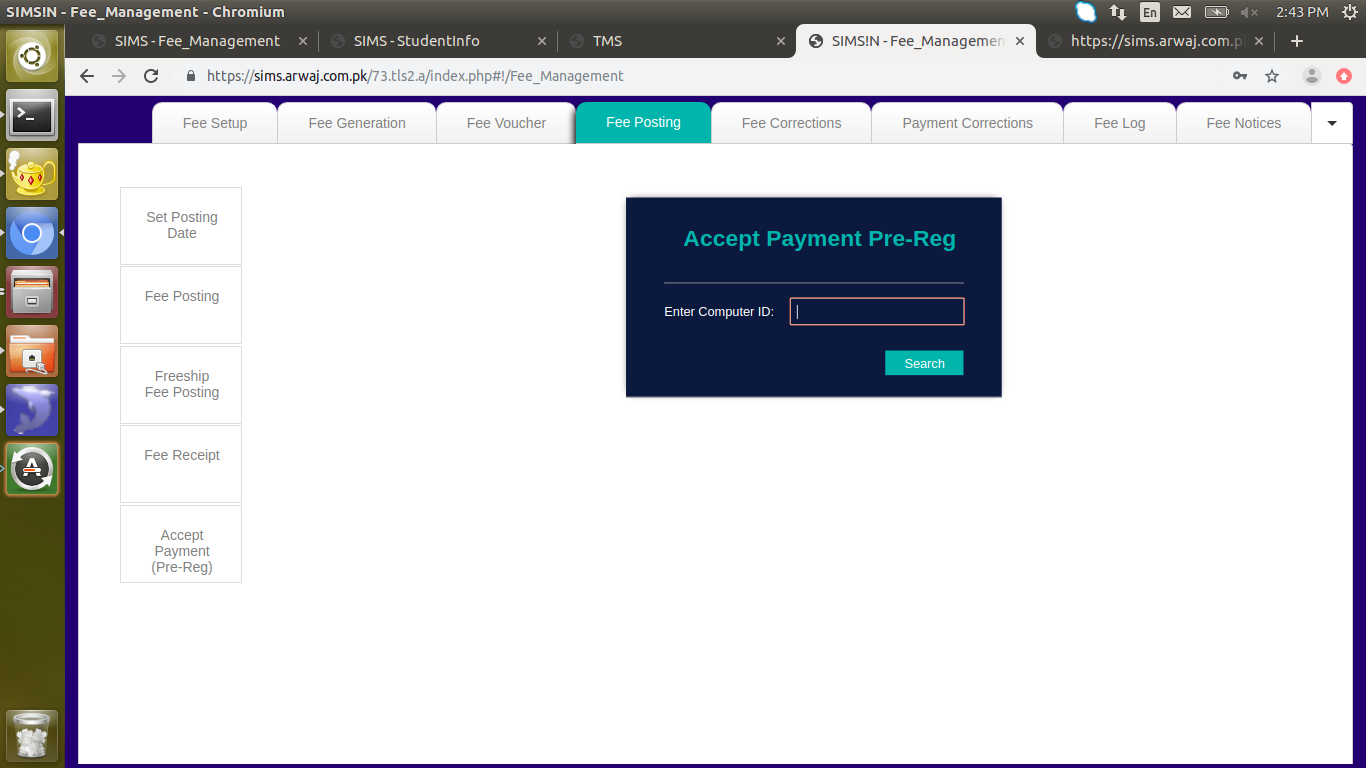 SIMS!N - Fee_Management - Chromium
En
2:43 PM
SIMS - Fee_Management
SIMS - StudentInfo
TMS
SIMS!N - Fee_Managemen
https://sims.arwaj.com.p
https://sims.arwaj.com.pk/73.tls2.a/index.php#!/Fee_Management
Fee Setup
Fee Generation
Fee Voucher
Fee Posting
Fee Corrections
Payment Corrections
Fee Log
Fee Notices
Set Posting
Date
Fee Posting
Freeship
Fee Posting
Fee Receipt
Accept
Payment
(Pre-Reg)
Accept Payment Pre-Reg
Enter Computer ID:
Search